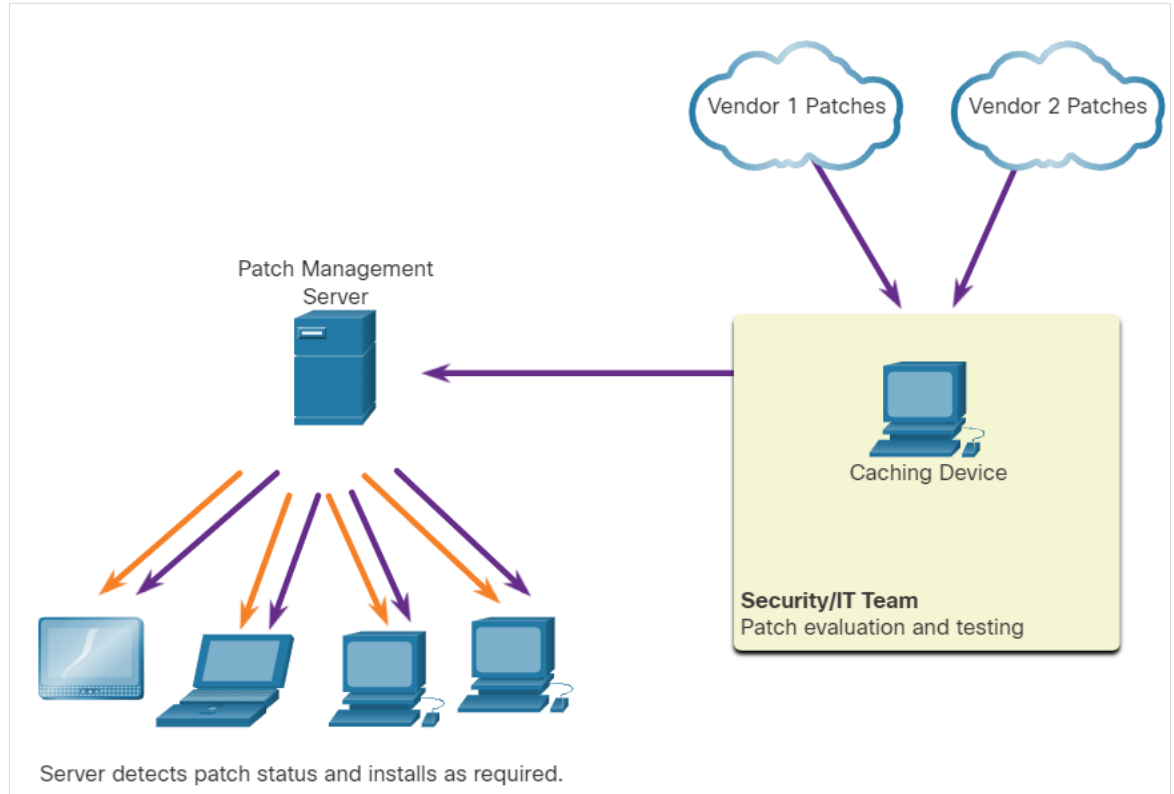 Vendor 1 Patches
Vendor 2 Patches
Patch Management
Server
Caching Device
Security/IT Team
Patch evaluation and testing
Server detects patch status and installs as required.